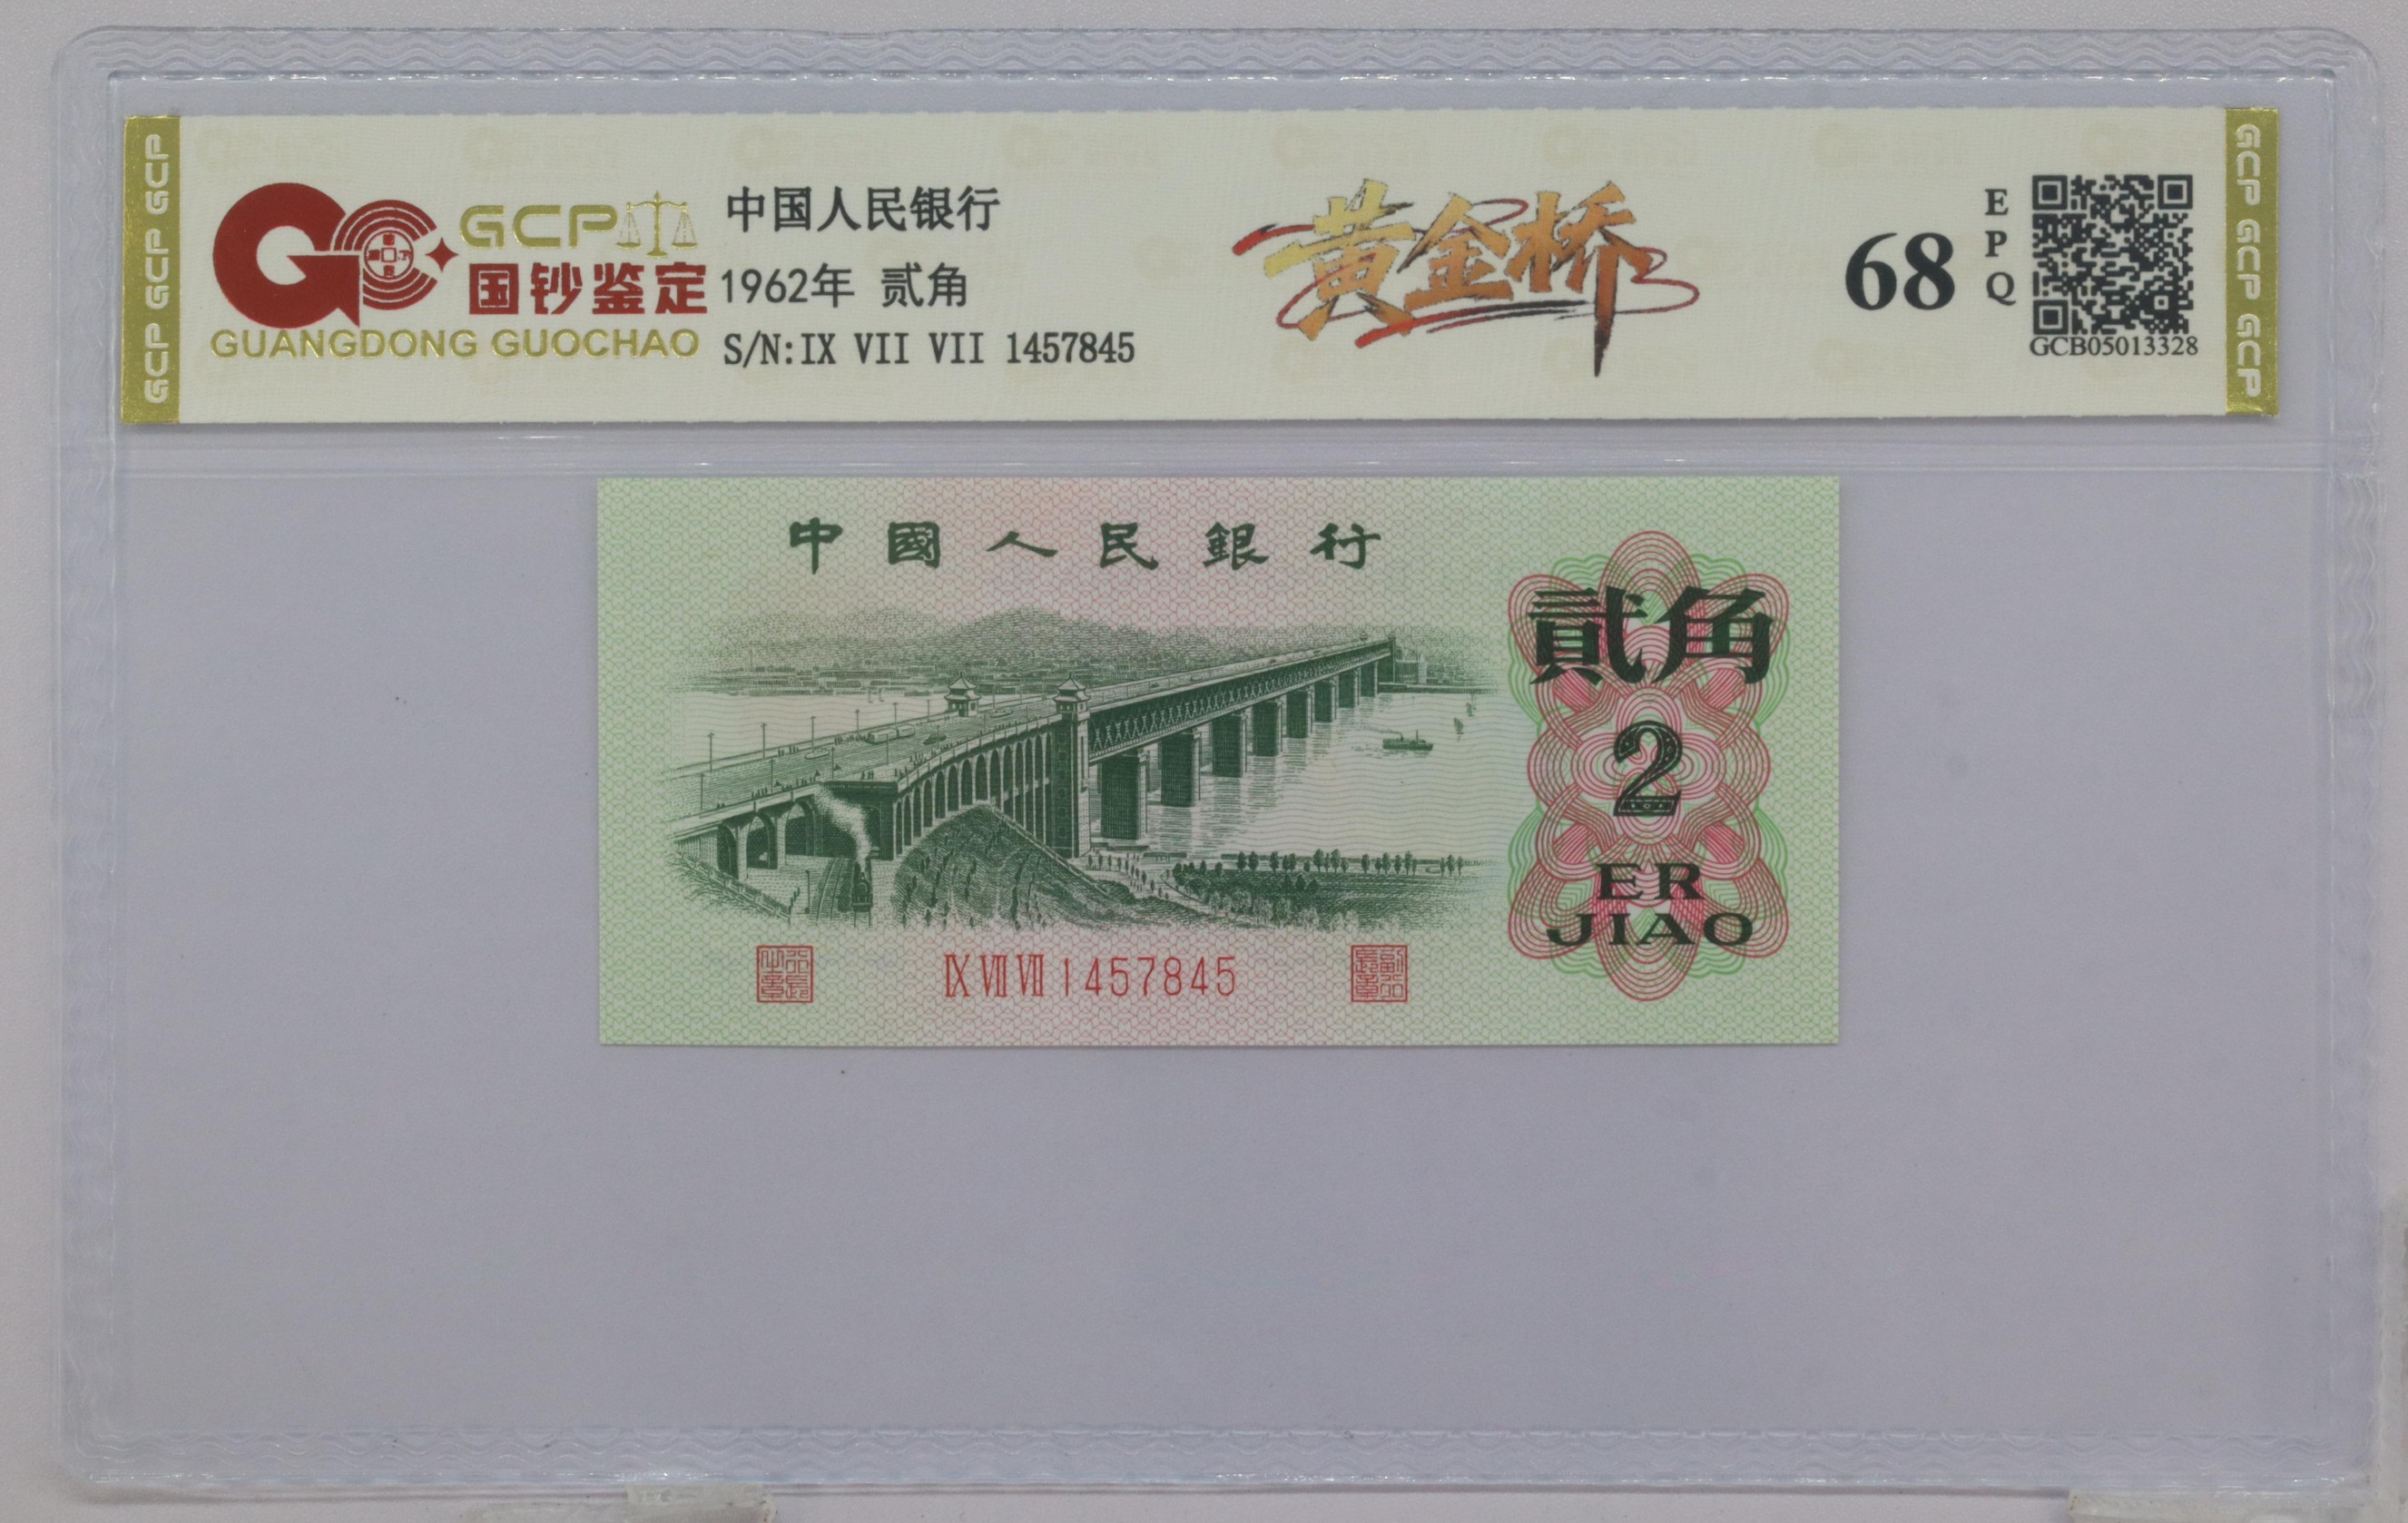 GCP GCP GCP
GCP
国钞鉴定
GUANGDONG GUOCHAO
中国人民银行
1962年 贰角
S/N:IX VII VII 1457845
黄金桥
68
EPQ
GCB05013328
GCP GCP GCP
中國人民銀行
貳角
2
ER
JIAO
IX VII VII 1457845